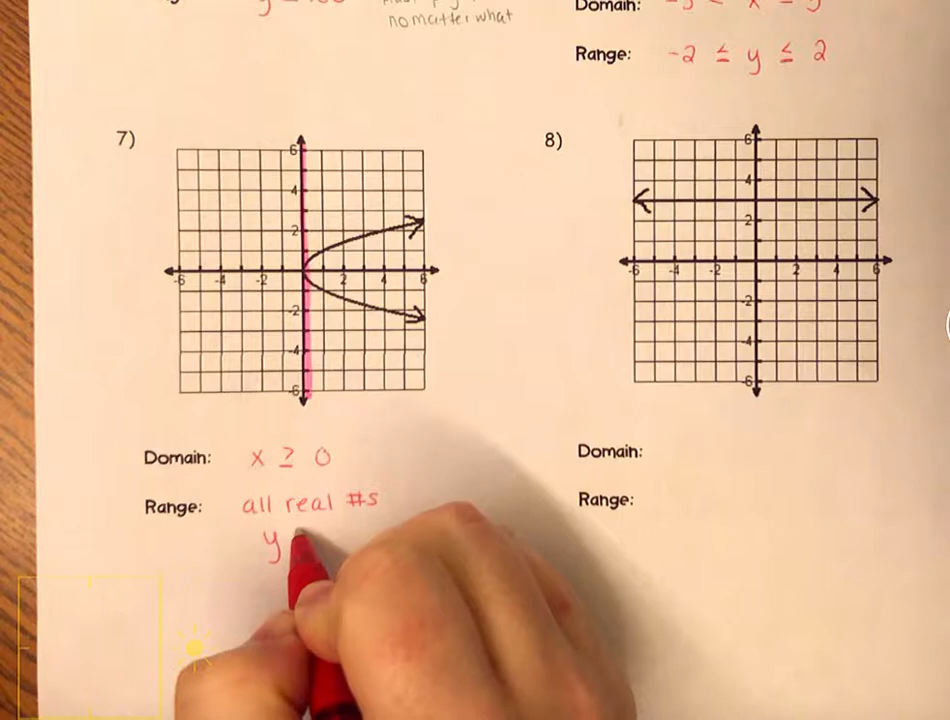 no matter what
Domain:
Range: -2 ≤ y ≤ 2
7)
6
4
2
-6 -4 -2 2 4 6
-2
-4
-6
Domain: x ≥ 0
Range: all real #s
y
8)
6
4
2
-6 -4 -2 2 4 6
-2
-4
-6
Domain:
Range: